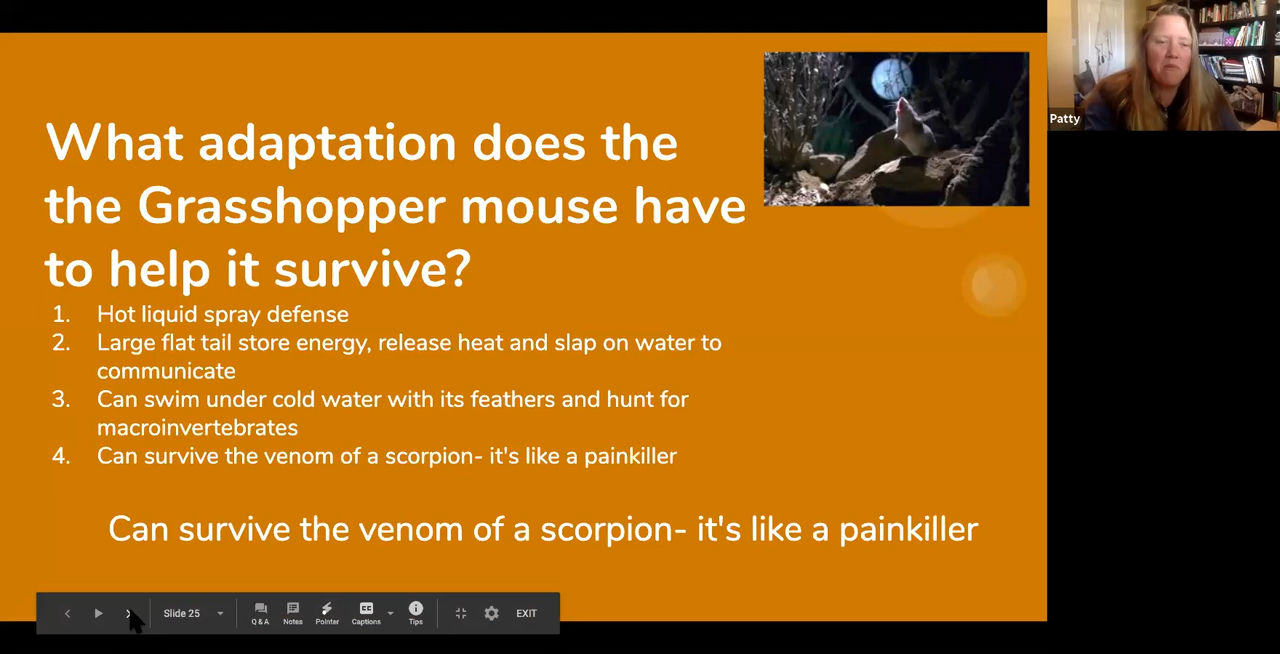 What adaptation does the
the Grasshopper mouse have
to help it survive?
1. Hot liquid spray defense
2. Large flat tail store energy, release heat and slap on water to
communicate
3. Can swim under cold water with its feathers and hunt for
macroinvertebrates
4. Can survive the venom of a scorpion- it's like a painkiller
Can survive the venom of a scorpion- it's like a painkiller
Patty
Slide 25
Q & A
Notes
Pointer
Captions
Tips
EXIT
CC